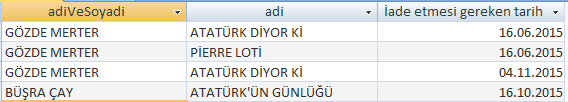 adiVeSoyadi adi İade etmesi gereken tarih
GÖZDE MERTER ATATÜRK DİYOR Kİ 16.06.2015
GÖZDE MERTER PİERRE LOTİ 16.06.2015
GÖZDE MERTER ATATÜRK DİYOR Kİ 04.11.2015
BÜŞRA ÇAY ATATÜRK'ÜN GÜNLÜĞÜ 16.10.2015